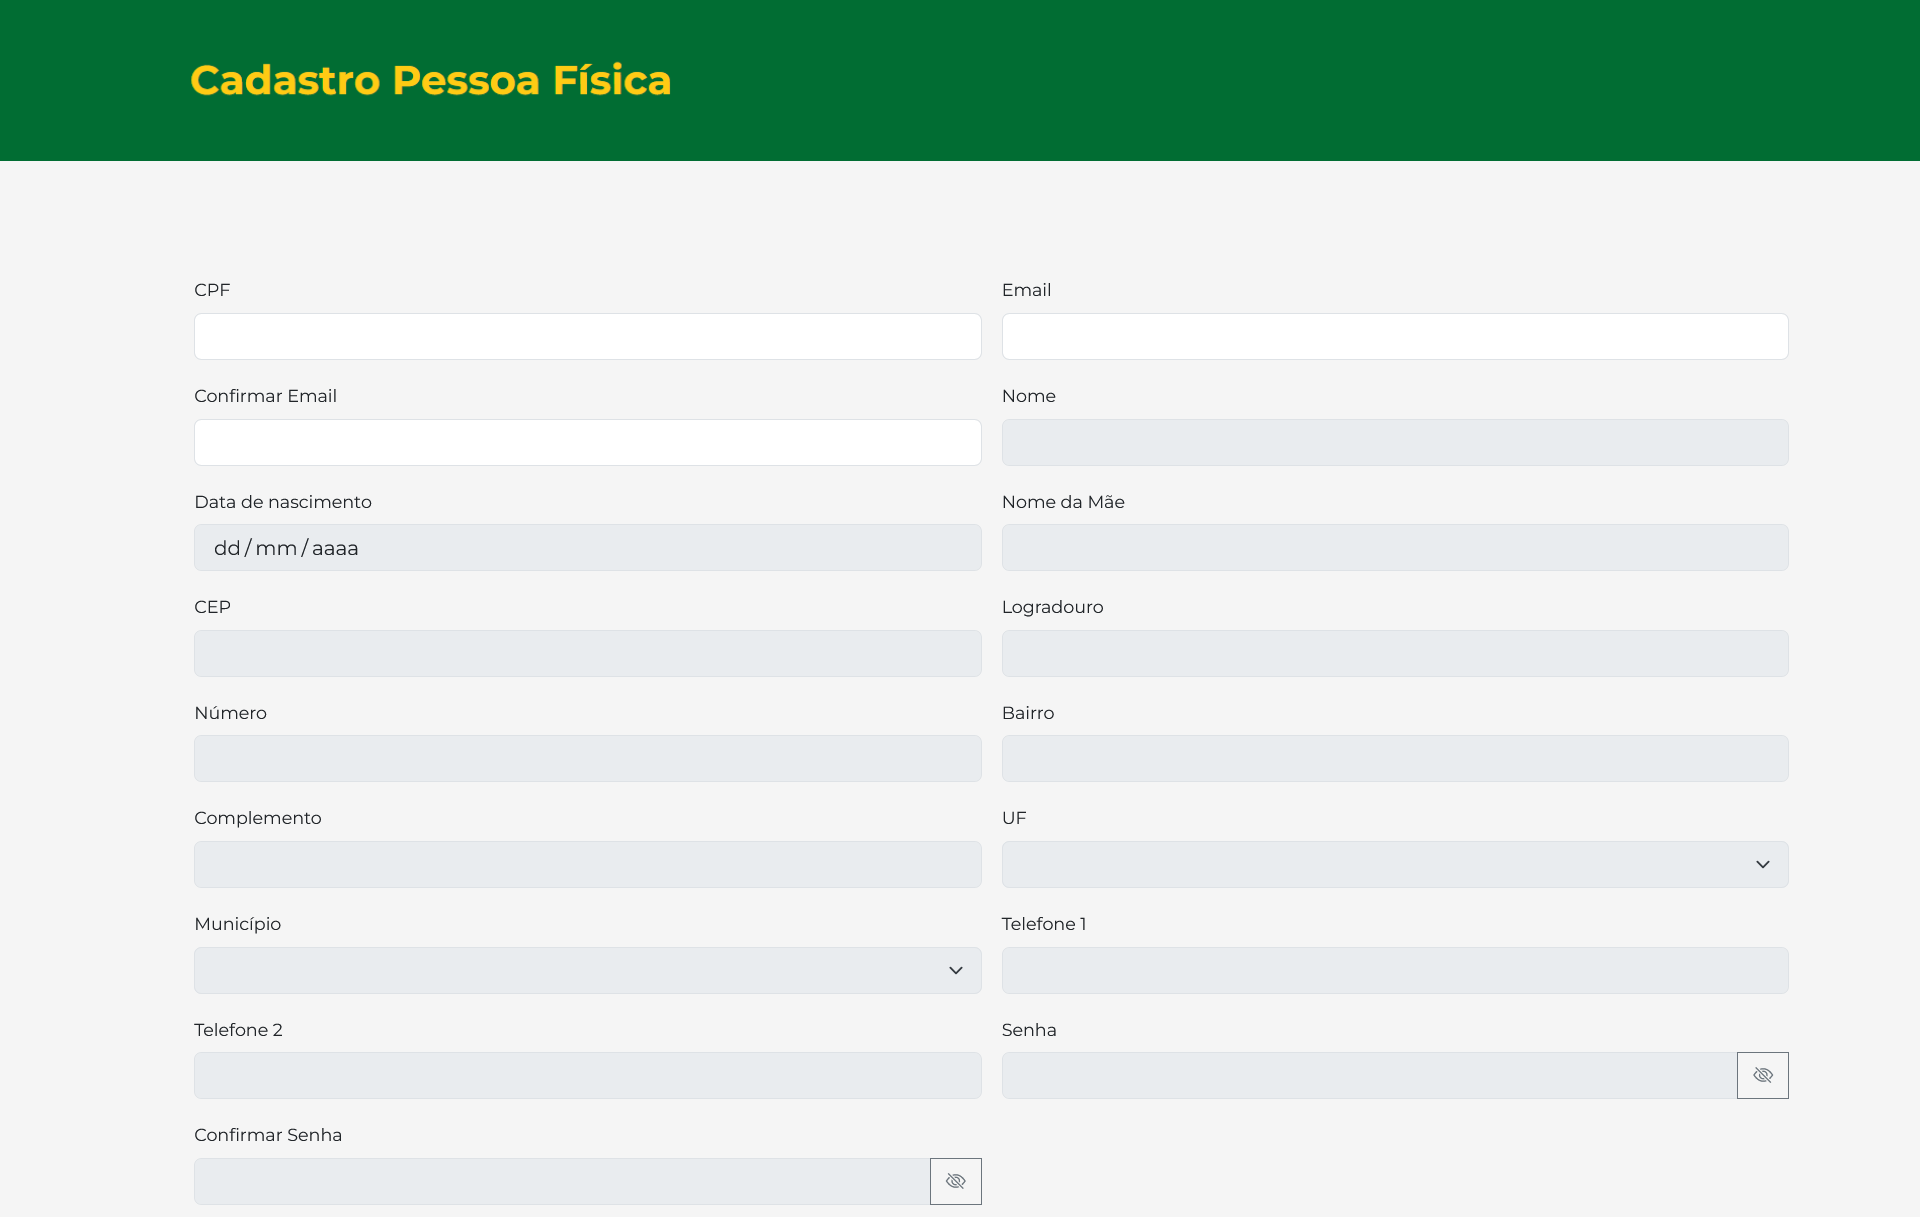 Cadastro Pessoa Física
CPF
Email
Confirmar Email
Nome
Data de nascimento
Nome da Mãe
dd/mm/aaaa
CEP
Logradouro
Número
Bairro
Complemento
UF
Município
Telefone 1
Telefone 2
Senha
Confirmar Senha